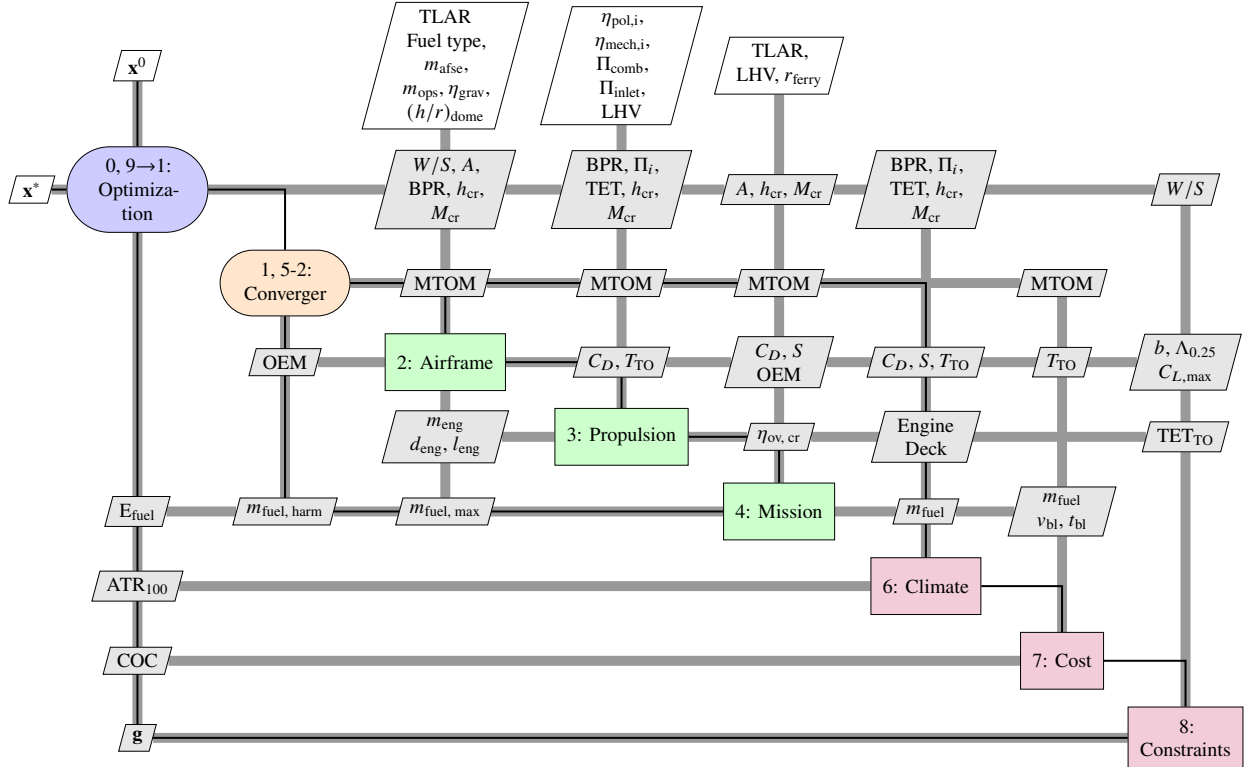 TLAR
Fuel type,
m_afse,
m_ops, η_grav,
(h/r)_dome
η_pol,i,
η_mech,i,
Π_comb,
Π_inlet,
LHV
TLAR,
LHV, r_ferry
x⁰
x*
0, 9→1:
Optimiza-
tion
W/S, A,
BPR, h_cr,
M_cr
BPR, Π_i,
TET, h_cr,
M_cr
A, h_cr, M_cr
BPR, Π_i,
TET, h_cr,
M_cr
W/S
1, 5-2:
Converger
MTOM
MTOM
MTOM
MTOM
OEM
2: Airframe
C_D, T_TO
C_D, S
OEM
C_D, S, T_TO
T_TO
b, Λ_0.25
C_L,max
m_eng
d_eng, l_eng
3: Propulsion
η_ov, cr
Engine
Deck
TET_TO
E_fuel
m_fuel, harm
m_fuel, max
4: Mission
m_fuel
m_fuel
v_bl, t_bl
ATR_100
6: Climate
COC
7: Cost
g
8:
Constraints